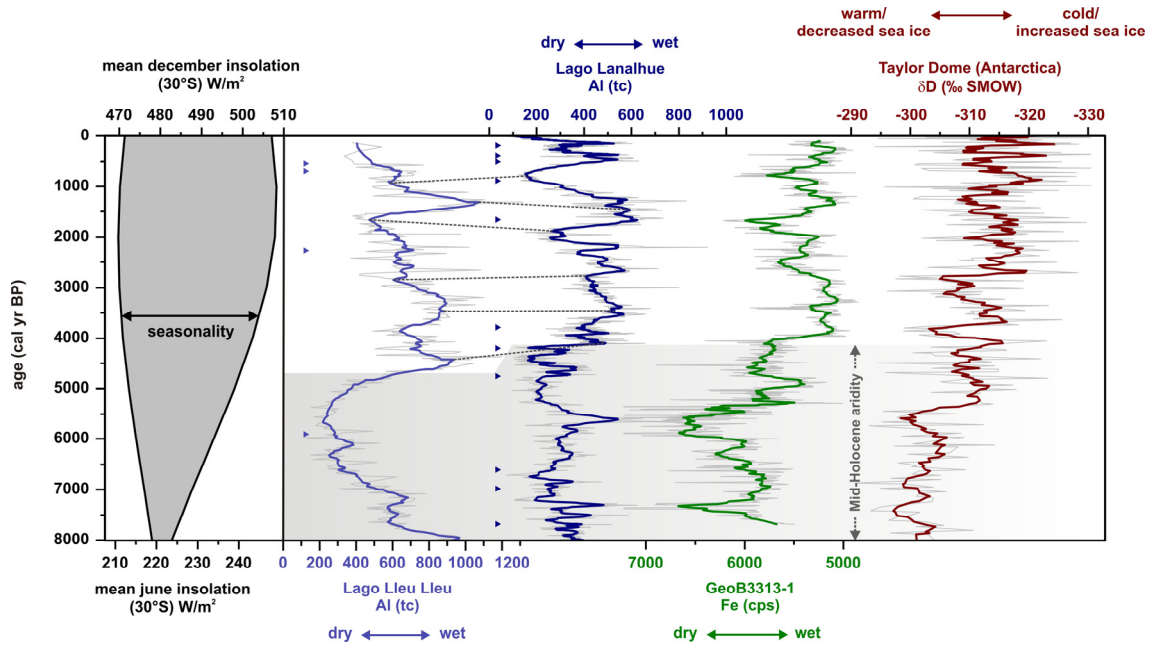 warm/
decreased sea ice
cold/
increased sea ice
dry
wet
mean december insolation
(30°S) W/m²
Lago Lanalhue
Al (tc)
Taylor Dome (Antarctica)
δD (‰ SMOW)
470 480 490 500 510
0 200 400 600 800 1000
-290 -300 -310 -320 -330
age (cal yr BP)
0
1000
2000
3000
4000
5000
6000
7000
8000
seasonality
Mid-Holocene aridity
210 220 230 240
0 200 400 600 800 1000 1200
7000 6000 5000
mean june insolation
(30°S) W/m²
Lago Lleu Lleu
Al (tc)
GeoB3313-1
Fe (cps)
dry
wet
dry
wet